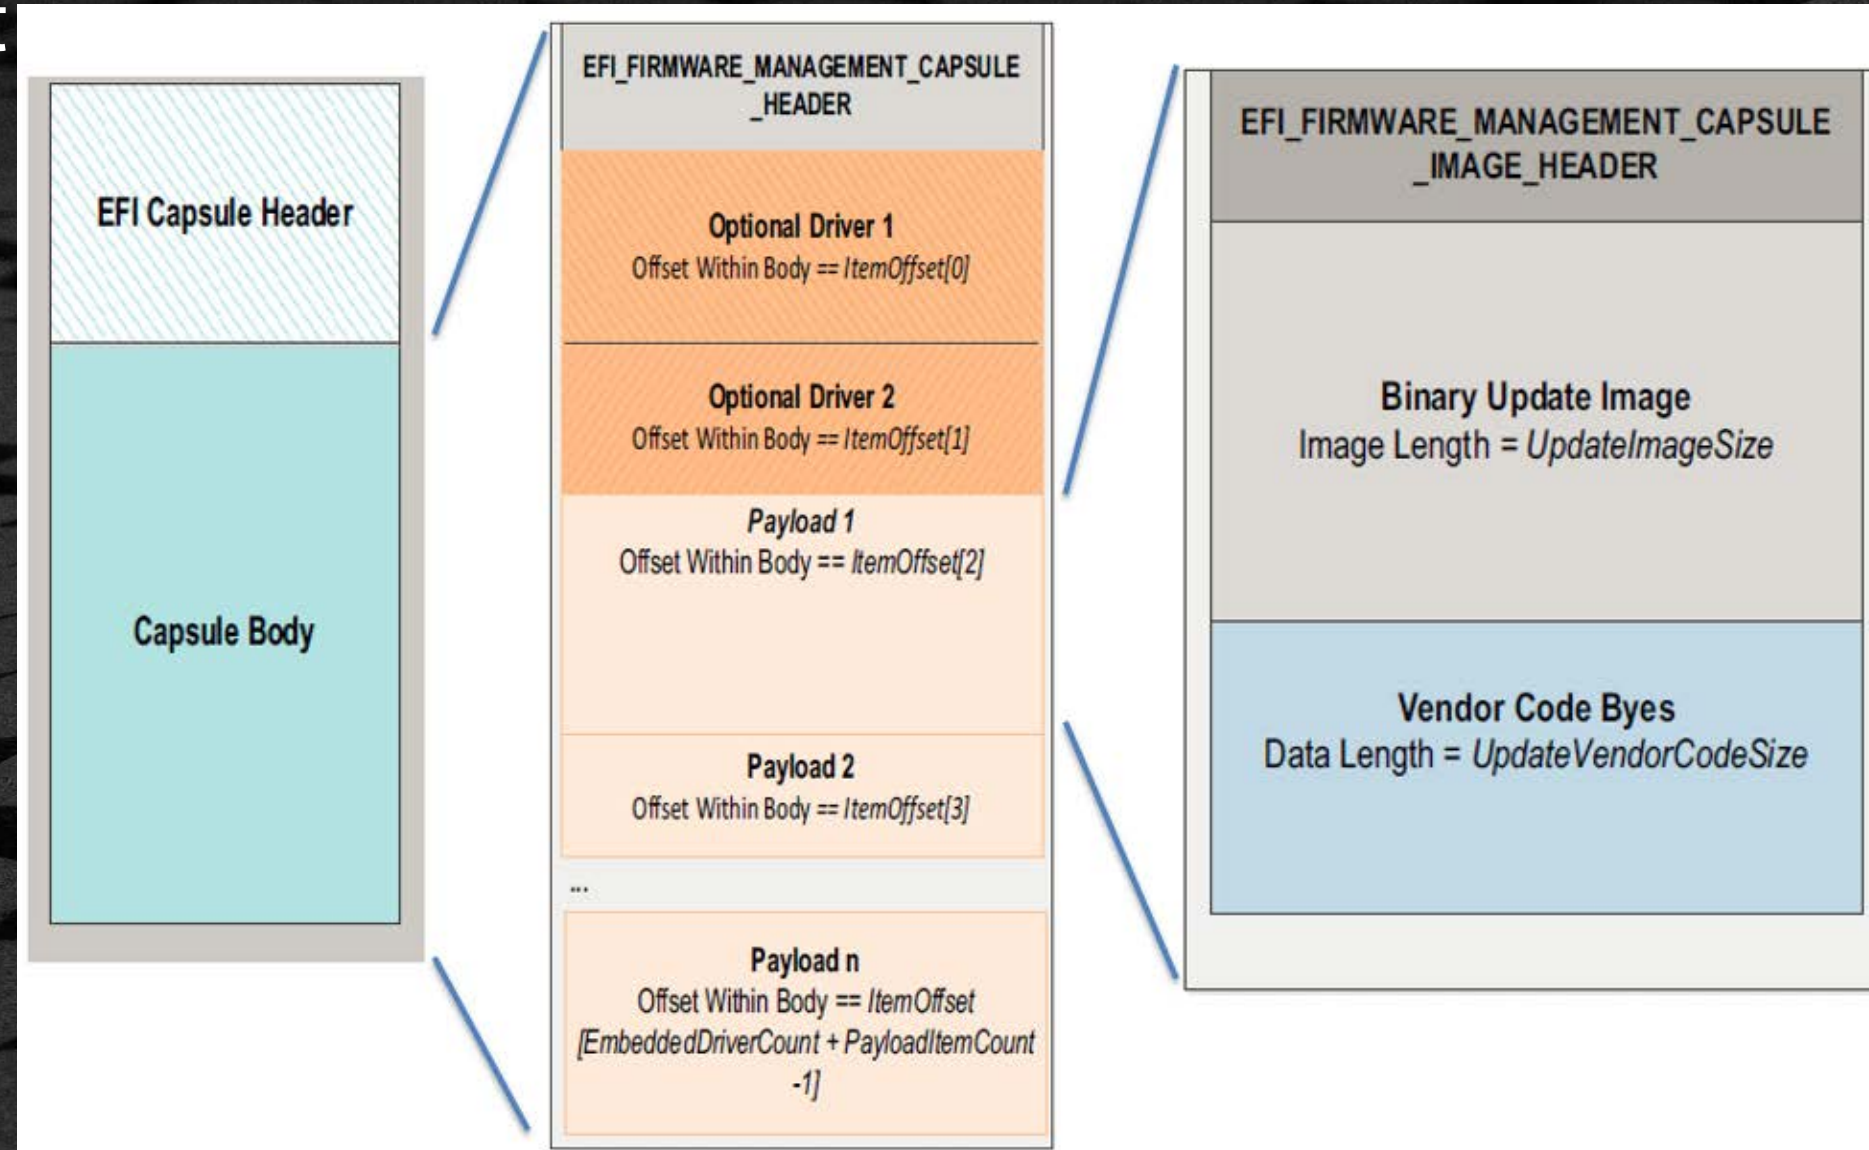 EFI Capsule Header
Capsule Body
EFI_FIRMWARE_MANAGEMENT_CAPSULE
_HEADER
Optional Driver 1
Offset Within Body == ItemOffset[0]
Optional Driver 2
Offset Within Body == ItemOffset[1]
Payload 1
Offset Within Body == ItemOffset[2]
Payload 2
Offset Within Body == ItemOffset[3]
...
Payload n
Offset Within Body == ItemOffset
[EmbeddedDriverCount + PayloadItemCount
-1]
EFI_FIRMWARE_MANAGEMENT_CAPSULE
_IMAGE_HEADER
Binary Update Image
Image Length = UpdateImageSize
Vendor Code Byes
Data Length = UpdateVendorCodeSize